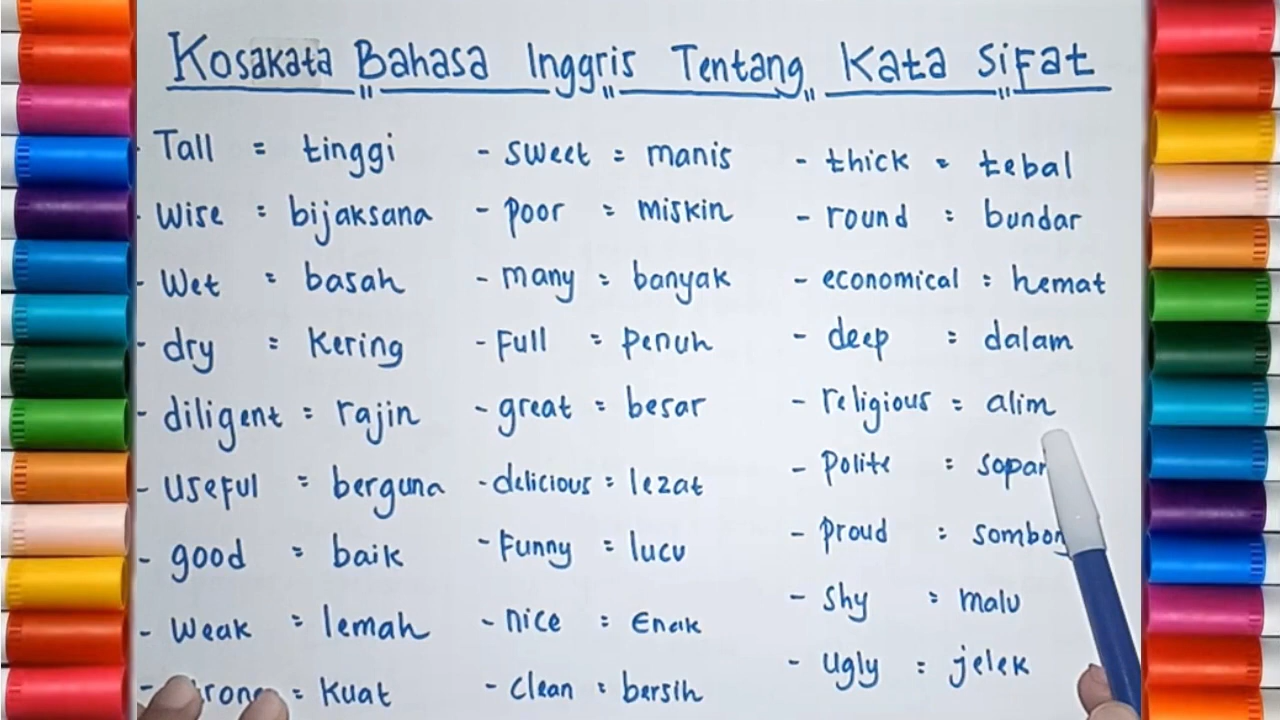 Kosakata Bahasa Inggris Tentang Kata Sifat
Tall = tinggi
- Wise = bijaksana
- Wet = basah
- dry = Kering
- diligent = rajin
- useful = berguna
- good = baik
- Weak = lemah
= Kuat
- sweet = manis
- poor = miskin
- many = banyak
- Full = penuh
- great = besar
- delicious = lezat
- Funny = lucu
- nice = Enak
- clean = bersih
- thick = tebal
- round = bundar
- economical = hemat
- deep = dalam
- religious = alim
- Polite =
- proud =
- shy = malu
- ugly = jelek